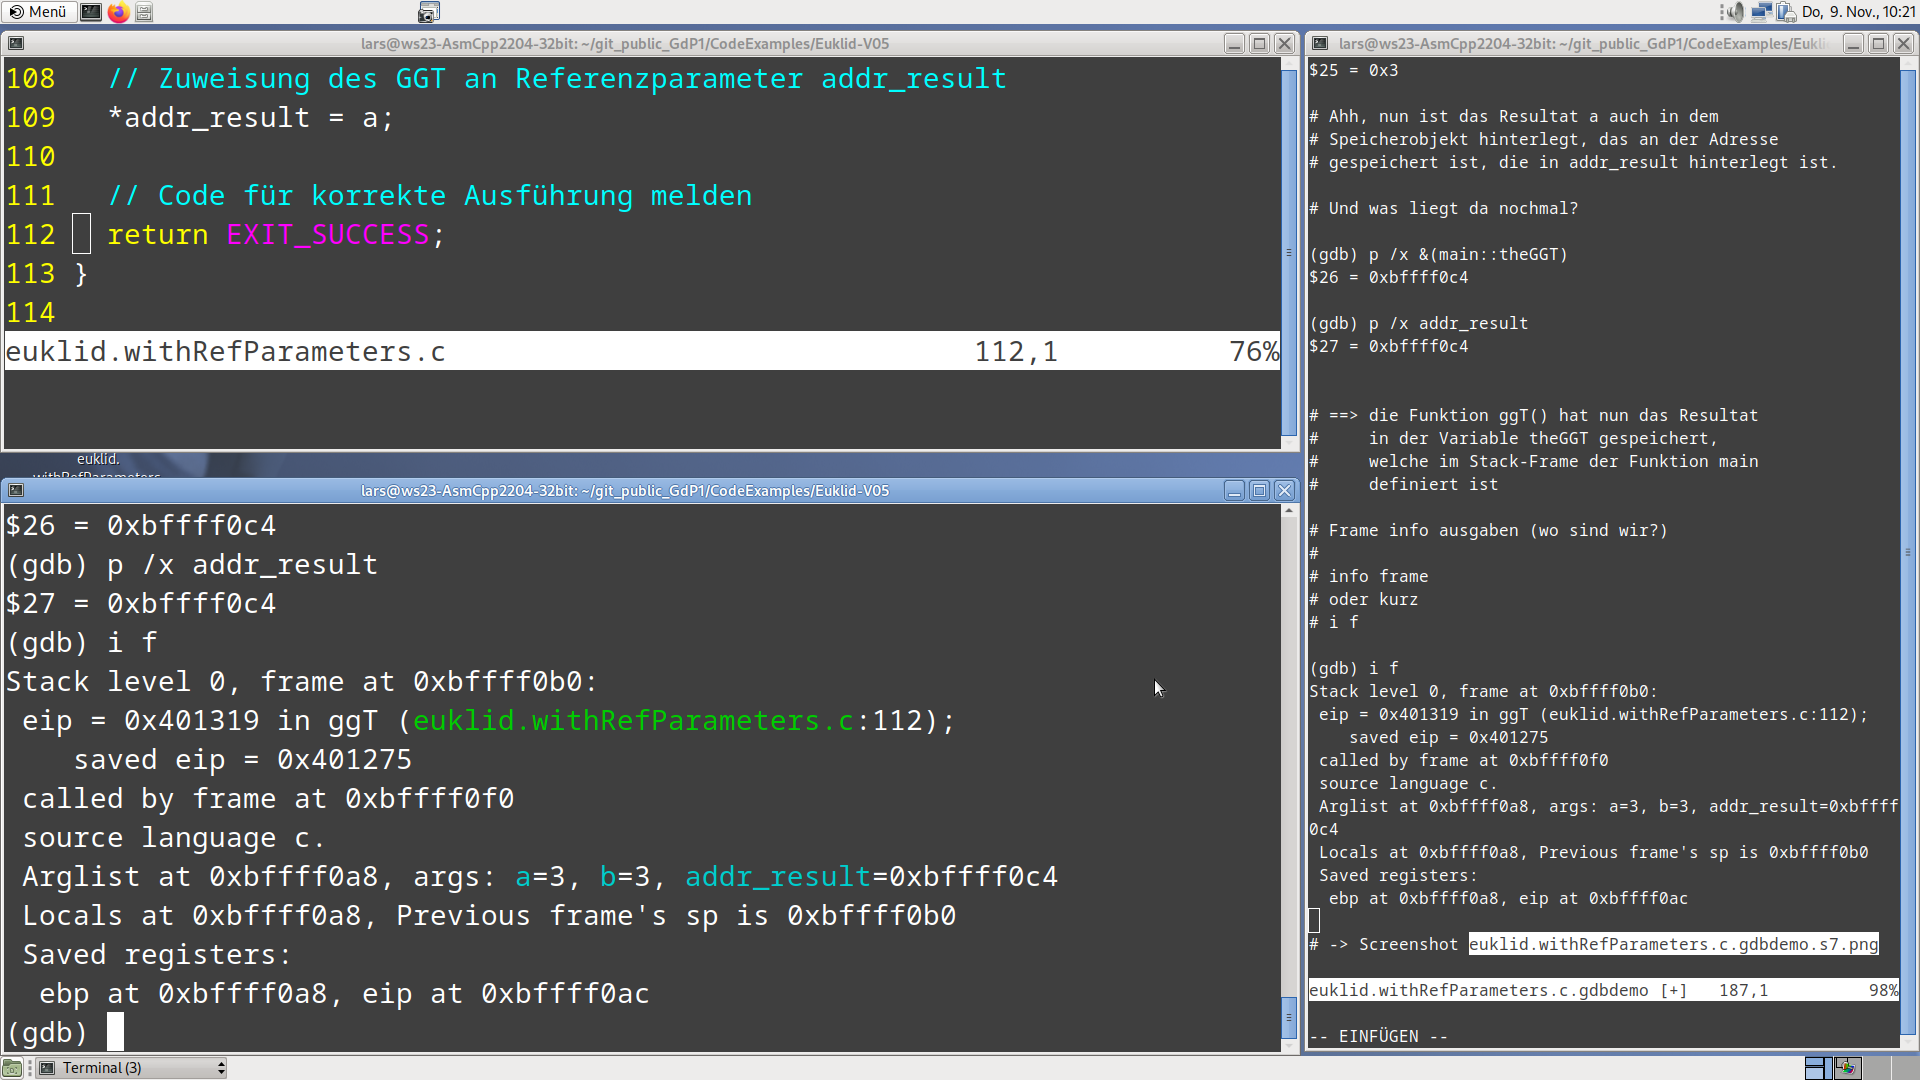 Menü
Do, 9. Nov., 10:21
lars@ws23-AsmCpp2204-32bit: ~/git_public_GdP1/CodeExamples/Euklid-V05
108   // Zuweisung des GGT an Referenzparameter addr_result
109   *addr_result = a;
110
111   // Code für korrekte Ausführung melden
112   return EXIT_SUCCESS;
113 }
114
euklid.withRefParameters.c   112,1   76%
euklid.
withRefParameters
lars@ws23-AsmCpp2204-32bit: ~/git_public_GdP1/CodeExamples/Euklid-V05
$26 = 0xbffff0c4
(gdb) p /x addr_result
$27 = 0xbffff0c4
(gdb) i f
Stack level 0, frame at 0xbffff0b0:
 eip = 0x401319 in ggT (euklid.withRefParameters.c:112);
    saved eip = 0x401275
 called by frame at 0xbffff0f0
 source language c.
 Arglist at 0xbffff0a8, args: a=3, b=3, addr_result=0xbffff0c4
 Locals at 0xbffff0a8, Previous frame's sp is 0xbffff0b0
 Saved registers:
  ebp at 0xbffff0a8, eip at 0xbffff0ac
(gdb)
lars@ws23-AsmCpp2204-32bit: ~/git_public_GdP1/CodeExamples/Eukli
$25 = 0x3
# Ahh, nun ist das Resultat a auch in dem
# Speicherobjekt hinterlegt, das an der Adresse
# gespeichert ist, die in addr_result hinterlegt ist.
# Und was liegt da nochmal?
(gdb) p /x &(main::theGGT)
$26 = 0xbffff0c4
(gdb) p /x addr_result
$27 = 0xbffff0c4
# ==> die Funktion ggT() hat nun das Resultat
#     in der Variable theGGT gespeichert,
#     welche im Stack-Frame der Funktion main
#     definiert ist
# Frame info ausgeben (wo sind wir?)
#
# info frame
# oder kurz
# i f
(gdb) i f
Stack level 0, frame at 0xbffff0b0:
 eip = 0x401319 in ggT (euklid.withRefParameters.c:112);
    saved eip = 0x401275
 called by frame at 0xbffff0f0
 source language c.
 Arglist at 0xbffff0a8, args: a=3, b=3, addr_result=0xbffff
0c4
 Locals at 0xbffff0a8, Previous frame's sp is 0xbffff0b0
 Saved registers:
  ebp at 0xbffff0a8, eip at 0xbffff0ac
# -> Screenshot euklid.withRefParameters.c.gdbdemo.s7.png
euklid.withRefParameters.c.gdbdemo [+]   187,1   98%
-- EINFÜGEN --
Terminal (3)